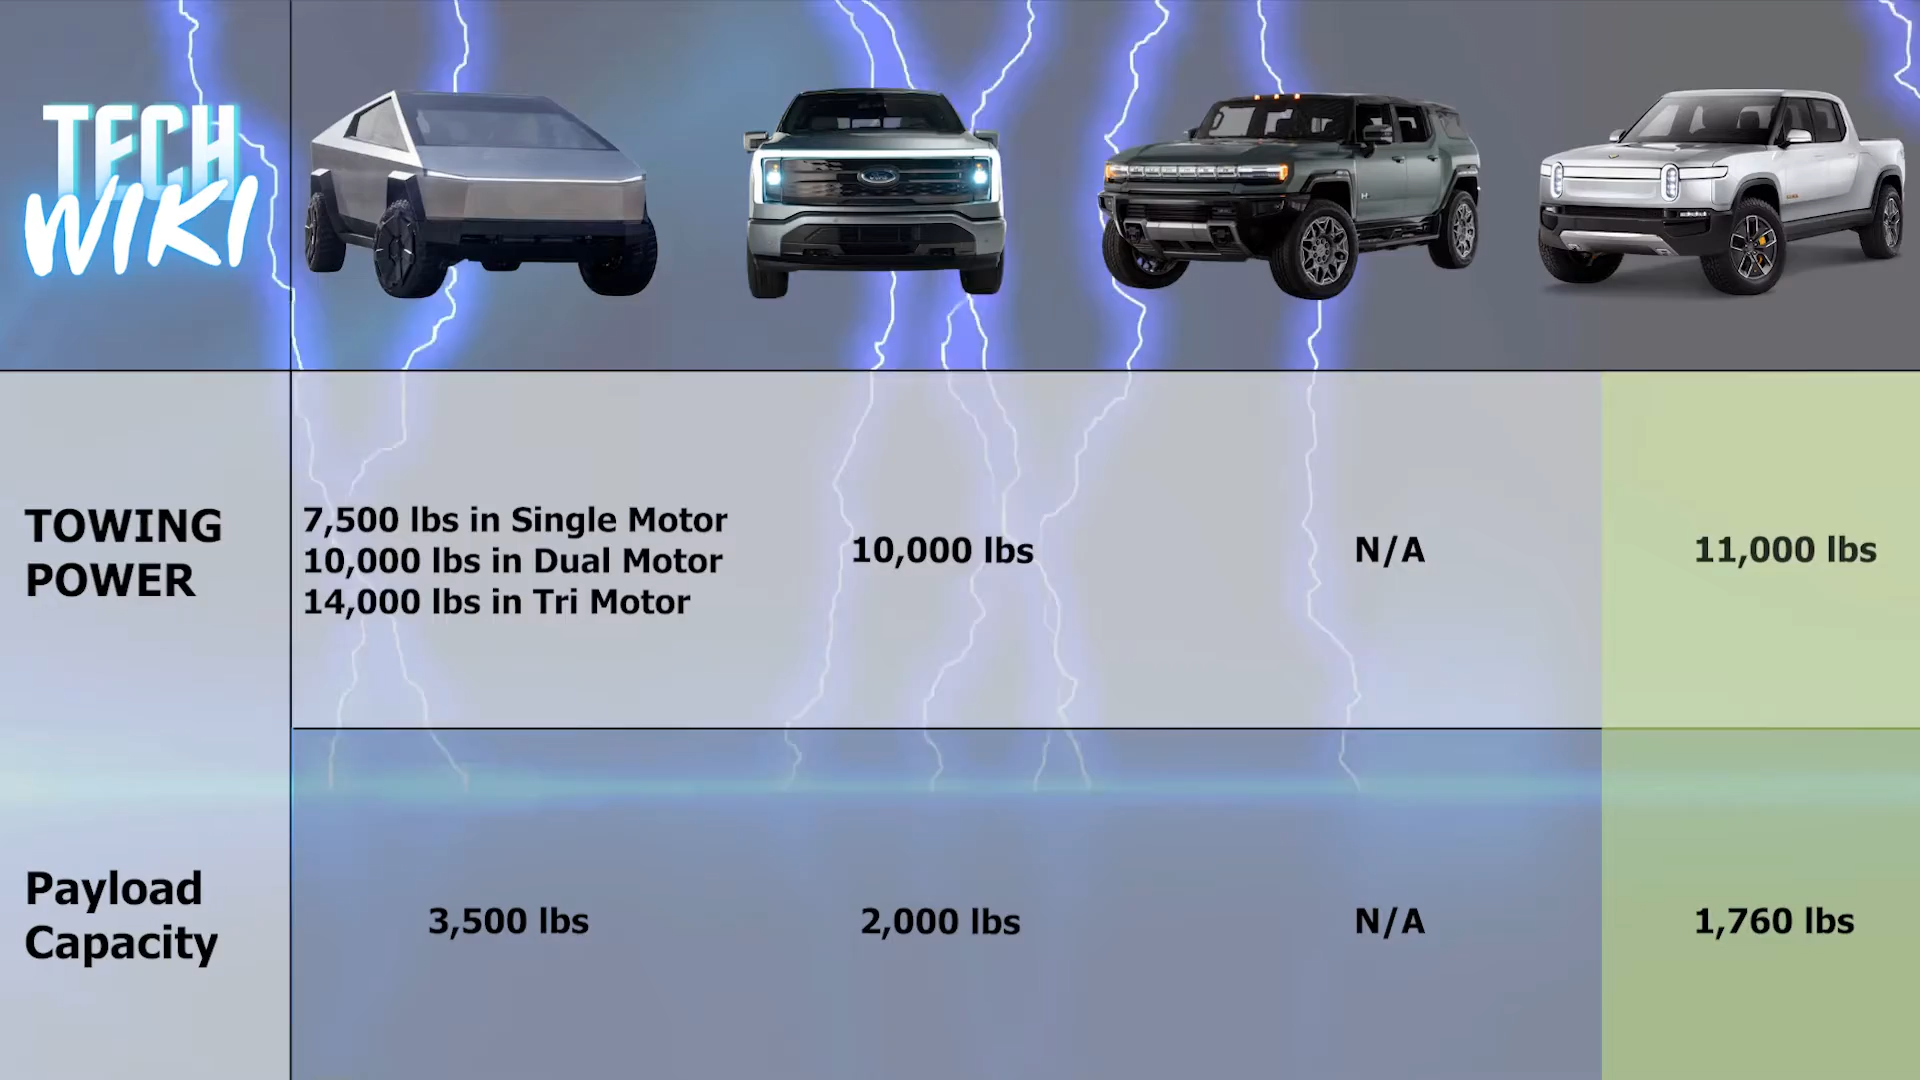 TECH
WIKI
TOWING
POWER
7,500 lbs in Single Motor
10,000 lbs in Dual Motor
14,000 lbs in Tri Motor
10,000 lbs
N/A
11,000 lbs
Payload
Capacity
3,500 lbs
2,000 lbs
N/A
1,760 lbs